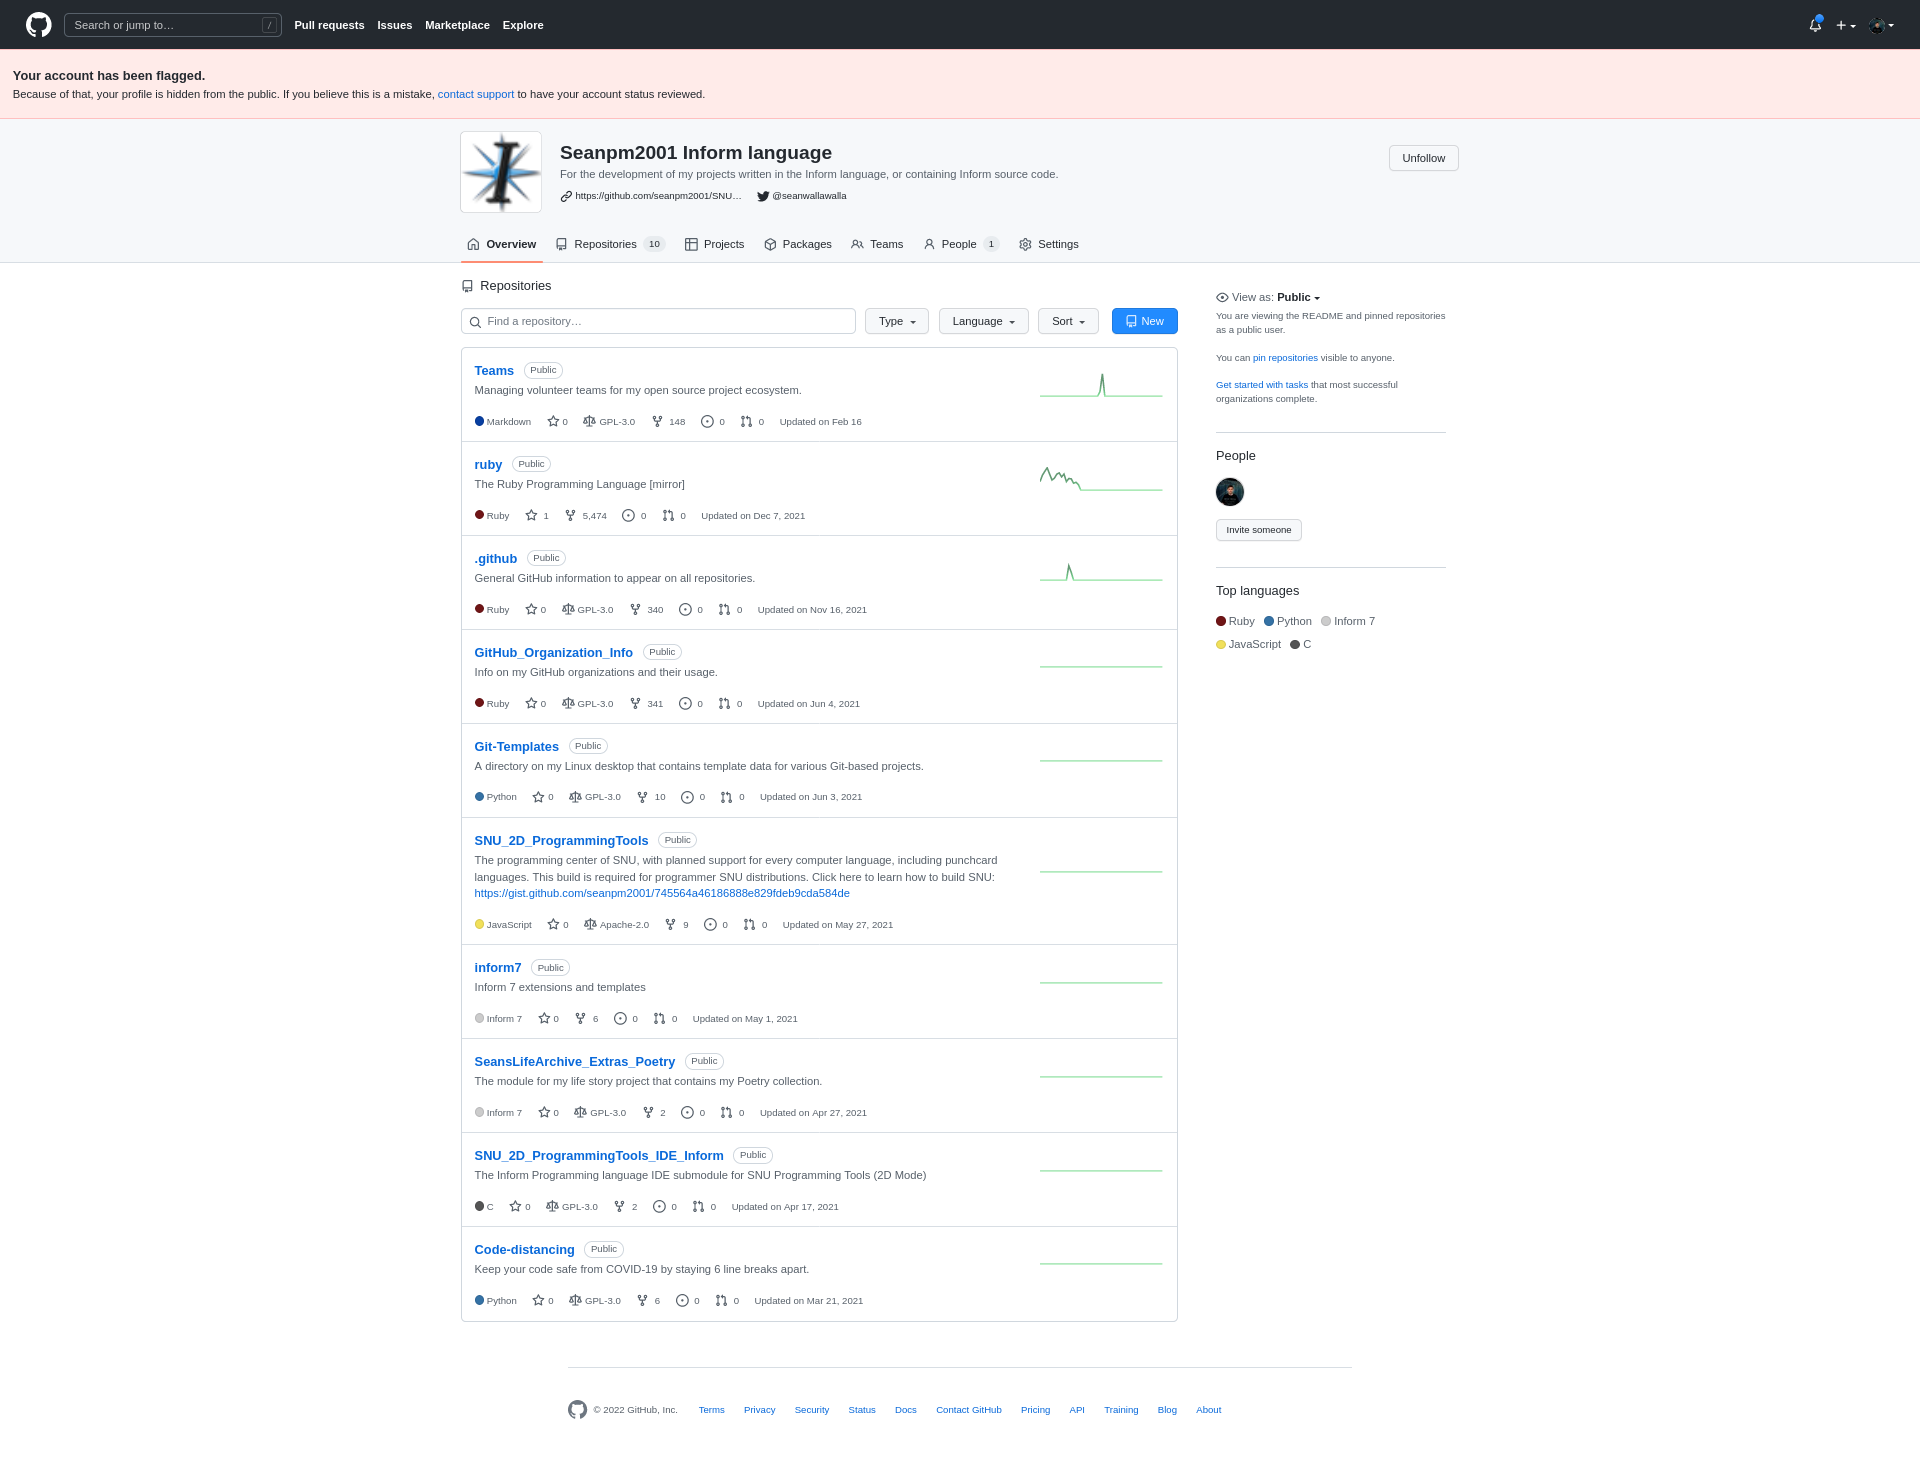 Search or jump to… /
Pull requests Issues Marketplace Explore
Your account has been flagged.
Because of that, your profile is hidden from the public. If you believe this is a mistake, contact support to have your account status reviewed.
Seanpm2001 Inform language
Unfollow
For the development of my projects written in the Inform language, or containing Inform source code.
https://github.com/seanpm2001/SNU… @seanwallawalla
Overview Repositories 10 Projects Packages Teams People 1 Settings
Repositories
Find a repository… Type Language Sort New
Teams Public
Managing volunteer teams for my open source project ecosystem.
Markdown 0 GPL-3.0 148 0 0 Updated on Feb 16
ruby Public
The Ruby Programming Language [mirror]
Ruby 1 5,474 0 0 Updated on Dec 7, 2021
.github Public
General GitHub information to appear on all repositories.
Ruby 0 GPL-3.0 340 0 0 Updated on Nov 16, 2021
GitHub_Organization_Info Public
Info on my GitHub organizations and their usage.
Ruby 0 GPL-3.0 341 0 0 Updated on Jun 4, 2021
Git-Templates Public
A directory on my Linux desktop that contains template data for various Git-based projects.
Python 0 GPL-3.0 10 0 0 Updated on Jun 3, 2021
SNU_2D_ProgrammingTools Public
The programming center of SNU, with planned support for every computer language, including punchcard
languages. This build is required for programmer SNU distributions. Click here to learn how to build SNU:
https://gist.github.com/seanpm2001/745564a46186888e829fdeb9cda584de
JavaScript 0 Apache-2.0 9 0 0 Updated on May 27, 2021
inform7 Public
Inform 7 extensions and templates
Inform 7 0 6 0 0 Updated on May 1, 2021
SeansLifeArchive_Extras_Poetry Public
The module for my life story project that contains my Poetry collection.
Inform 7 0 GPL-3.0 2 0 0 Updated on Apr 27, 2021
SNU_2D_ProgrammingTools_IDE_Inform Public
The Inform Programming language IDE submodule for SNU Programming Tools (2D Mode)
C 0 GPL-3.0 2 0 0 Updated on Apr 17, 2021
Code-distancing Public
Keep your code safe from COVID-19 by staying 6 line breaks apart.
Python 0 GPL-3.0 6 0 0 Updated on Mar 21, 2021
View as: Public
You are viewing the README and pinned repositories
as a public user.
You can pin repositories visible to anyone.
Get started with tasks that most successful
organizations complete.
People
Invite someone
Top languages
Ruby Python Inform 7
JavaScript C
© 2022 GitHub, Inc. Terms Privacy Security Status Docs Contact GitHub Pricing API Training Blog About